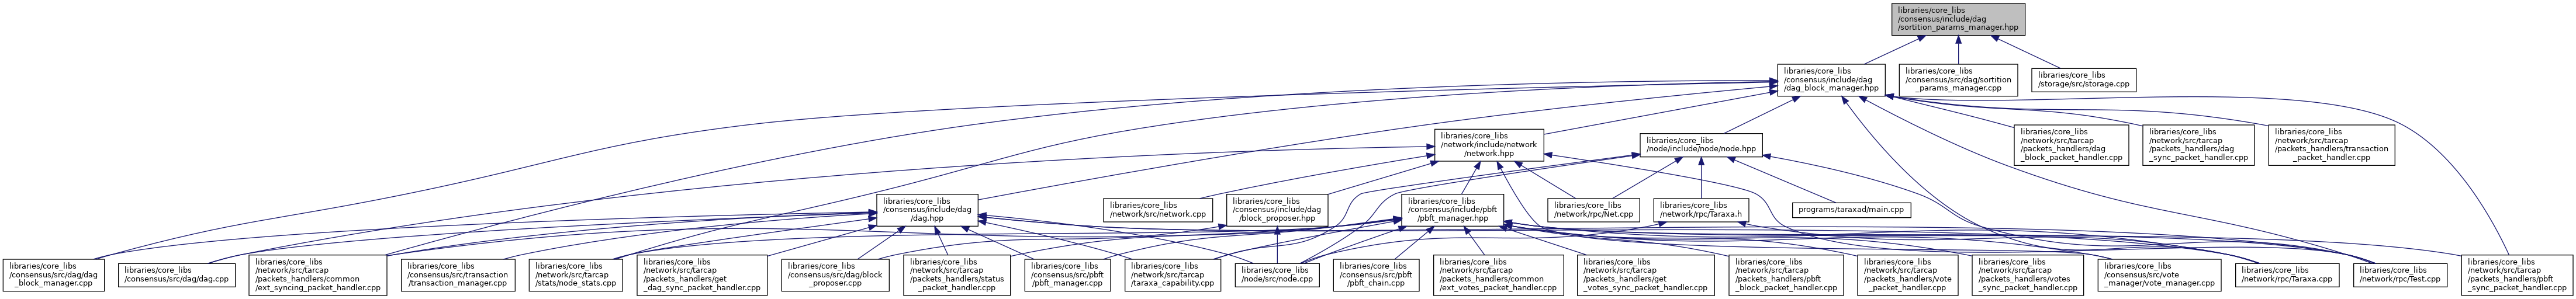 libraries/core_libs
/consensus/include/dag
/sortition_params_manager.hpp
libraries/core_libs
/consensus/include/dag
/dag_block_manager.hpp
libraries/core_libs
/consensus/src/dag/sortition
_params_manager.cpp
libraries/core_libs
/storage/src/storage.cpp
libraries/core_libs
/network/include/network
/network.hpp
libraries/core_libs
/node/include/node/node.hpp
libraries/core_libs
/network/src/tarcap
/packets_handlers/dag
_block_packet_handler.cpp
libraries/core_libs
/network/src/tarcap
/packets_handlers/dag
_sync_packet_handler.cpp
libraries/core_libs
/network/src/tarcap
/packets_handlers/transaction
_packet_handler.cpp
libraries/core_libs
/consensus/include/dag
/dag.hpp
libraries/core_libs
/network/src/network.cpp
libraries/core_libs
/consensus/include/dag
/block_proposer.hpp
libraries/core_libs
/consensus/include/pbft
/pbft_manager.hpp
libraries/core_libs
/network/rpc/Net.cpp
libraries/core_libs
/network/rpc/Taraxa.h
programs/taraxad/main.cpp
libraries/core_libs
/consensus/src/dag/dag
_block_manager.cpp
libraries/core_libs
/consensus/src/dag/dag.cpp
libraries/core_libs
/network/src/tarcap
/packets_handlers/common
/ext_syncing_packet_handler.cpp
libraries/core_libs
/consensus/src/transaction
/transaction_manager.cpp
libraries/core_libs
/network/src/tarcap
/stats/node_stats.cpp
libraries/core_libs
/network/src/tarcap
/packets_handlers/get
_dag_sync_packet_handler.cpp
libraries/core_libs
/consensus/src/dag/block
_proposer.cpp
libraries/core_libs
/network/src/tarcap
/packets_handlers/status
_packet_handler.cpp
libraries/core_libs
/consensus/src/pbft
/pbft_manager.cpp
libraries/core_libs
/network/src/tarcap
/taraxa_capability.cpp
libraries/core_libs
/node/src/node.cpp
libraries/core_libs
/consensus/src/pbft
/pbft_chain.cpp
libraries/core_libs
/network/src/tarcap
/packets_handlers/common
/ext_votes_packet_handler.cpp
libraries/core_libs
/network/src/tarcap
/packets_handlers/get
_votes_sync_packet_handler.cpp
libraries/core_libs
/network/src/tarcap
/packets_handlers/pbft
_block_packet_handler.cpp
libraries/core_libs
/network/src/tarcap
/packets_handlers/vote
_packet_handler.cpp
libraries/core_libs
/network/src/tarcap
/packets_handlers/votes
_sync_packet_handler.cpp
libraries/core_libs
/consensus/src/vote
_manager/vote_manager.cpp
libraries/core_libs
/network/rpc/Taraxa.cpp
libraries/core_libs
/network/rpc/Test.cpp
libraries/core_libs
/network/src/tarcap
/packets_handlers/pbft
_sync_packet_handler.cpp